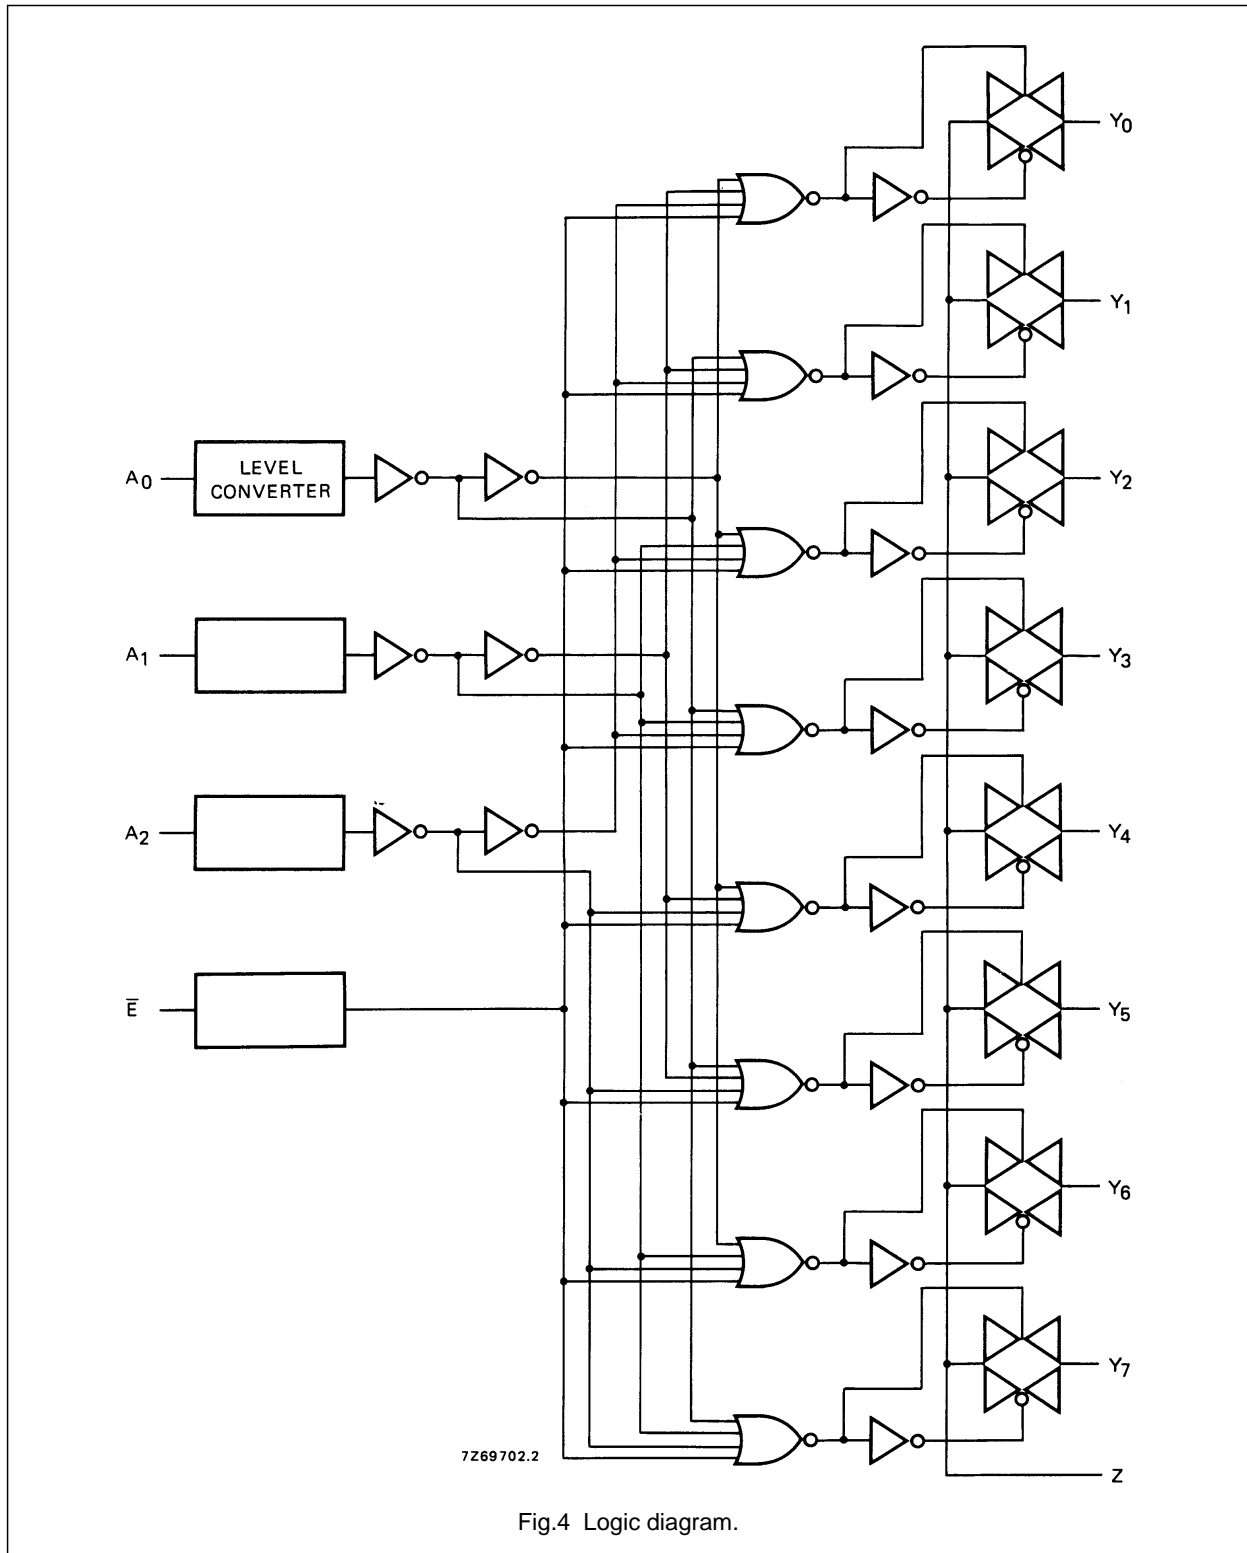 Y0
Y1
A0
LEVEL
CONVERTER
Y2
A1
Y3
A2
Y4
E̅
Y5
Y6
Y7
7Z69702.2
Z
Fig.4 Logic diagram.